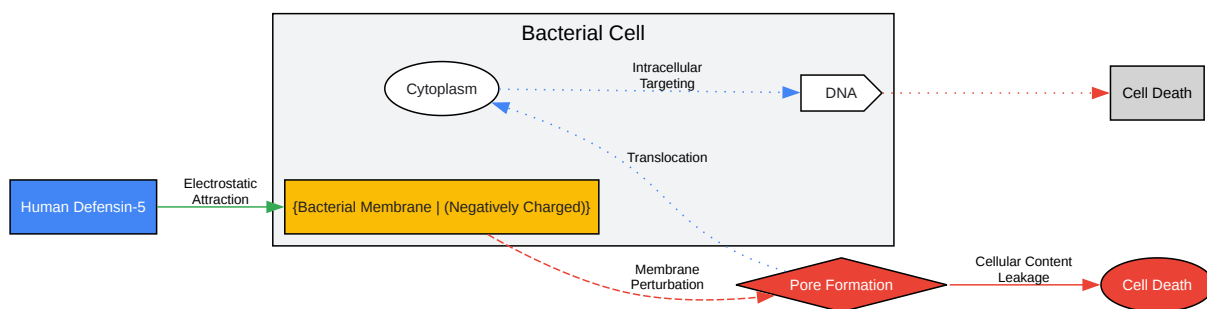 Bacterial Cell
Cytoplasm
Intracellular
Targeting
DNA
Cell Death
Translocation
Human Defensin-5
Electrostatic
Attraction
{Bacterial Membrane | (Negatively Charged)}
Membrane
Perturbation
Pore Formation
Cellular Content
Leakage
Cell Death